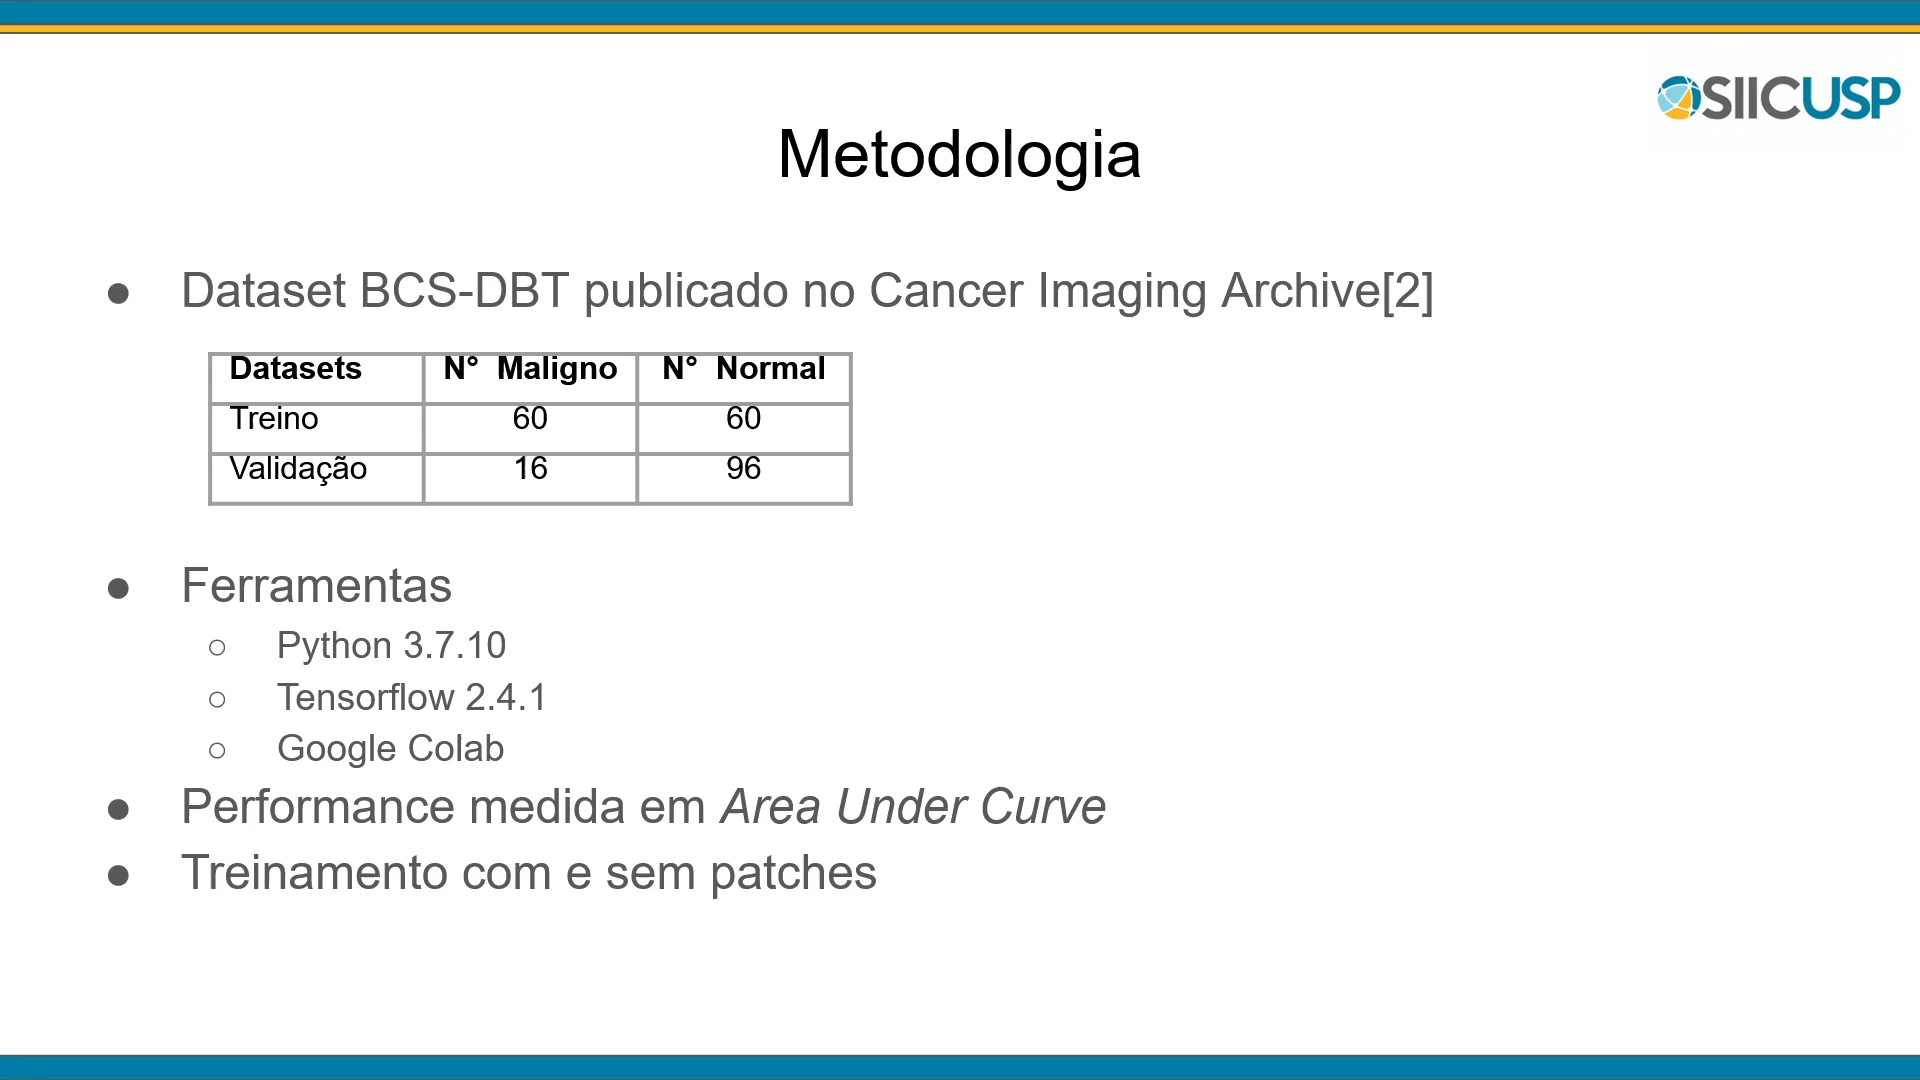 SIICUSP
Metodologia
● Dataset BCS-DBT publicado no Cancer Imaging Archive[2]
Datasets N° Maligno N° Normal
Treino 60 60
Validação 16 96
● Ferramentas
○ Python 3.7.10
○ Tensorflow 2.4.1
○ Google Colab
● Performance medida em Area Under Curve
● Treinamento com e sem patches